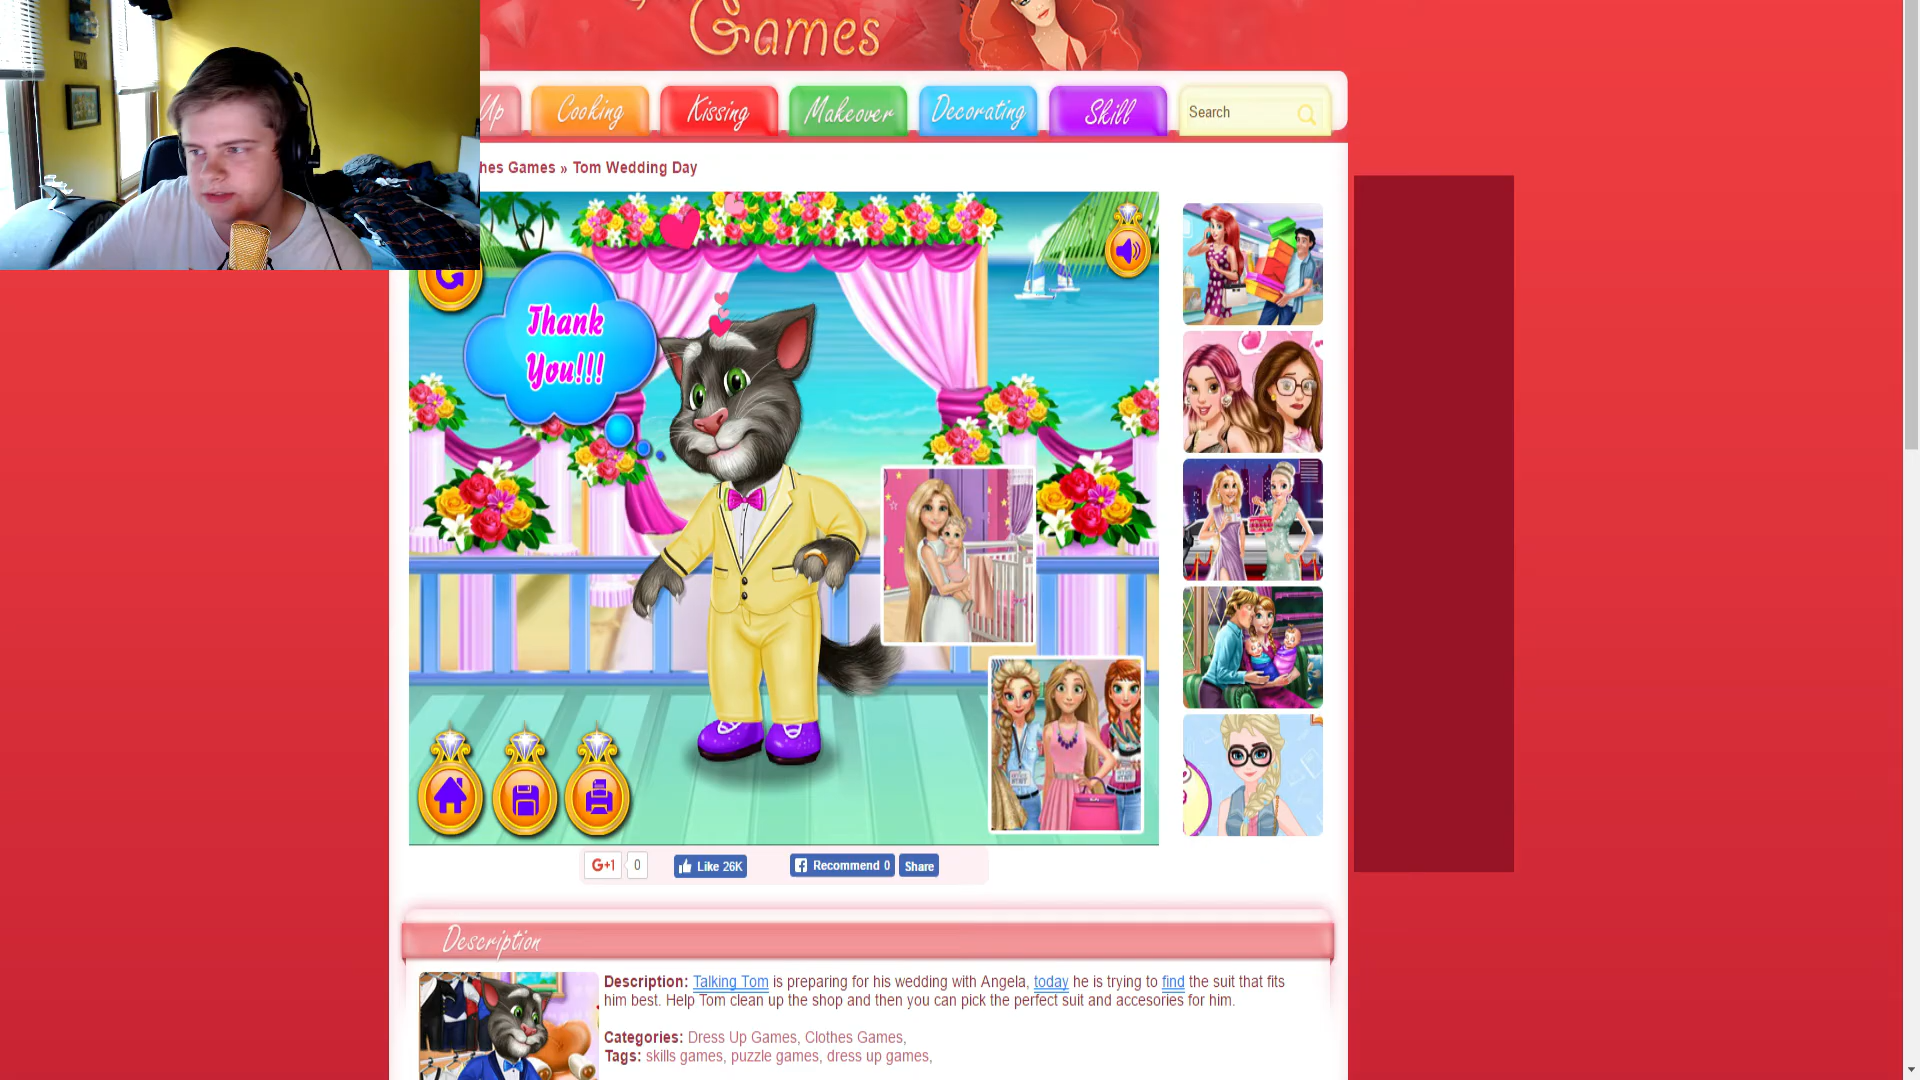 Games
Up
Cooking
Kissing
Makeover
Decorating
Skill
Search
hes Games » Tom Wedding Day
Thank
You!!!
G+1
0
Like 26K
Recommend 0
Share
Description
Description: Talking Tom is preparing for his wedding with Angela, today he is trying to find the suit that fits
him best. Help Tom clean up the shop and then you can pick the perfect suit and accesories for him.
Categories: Dress Up Games, Clothes Games,
Tags: skills games, puzzle games, dress up games,